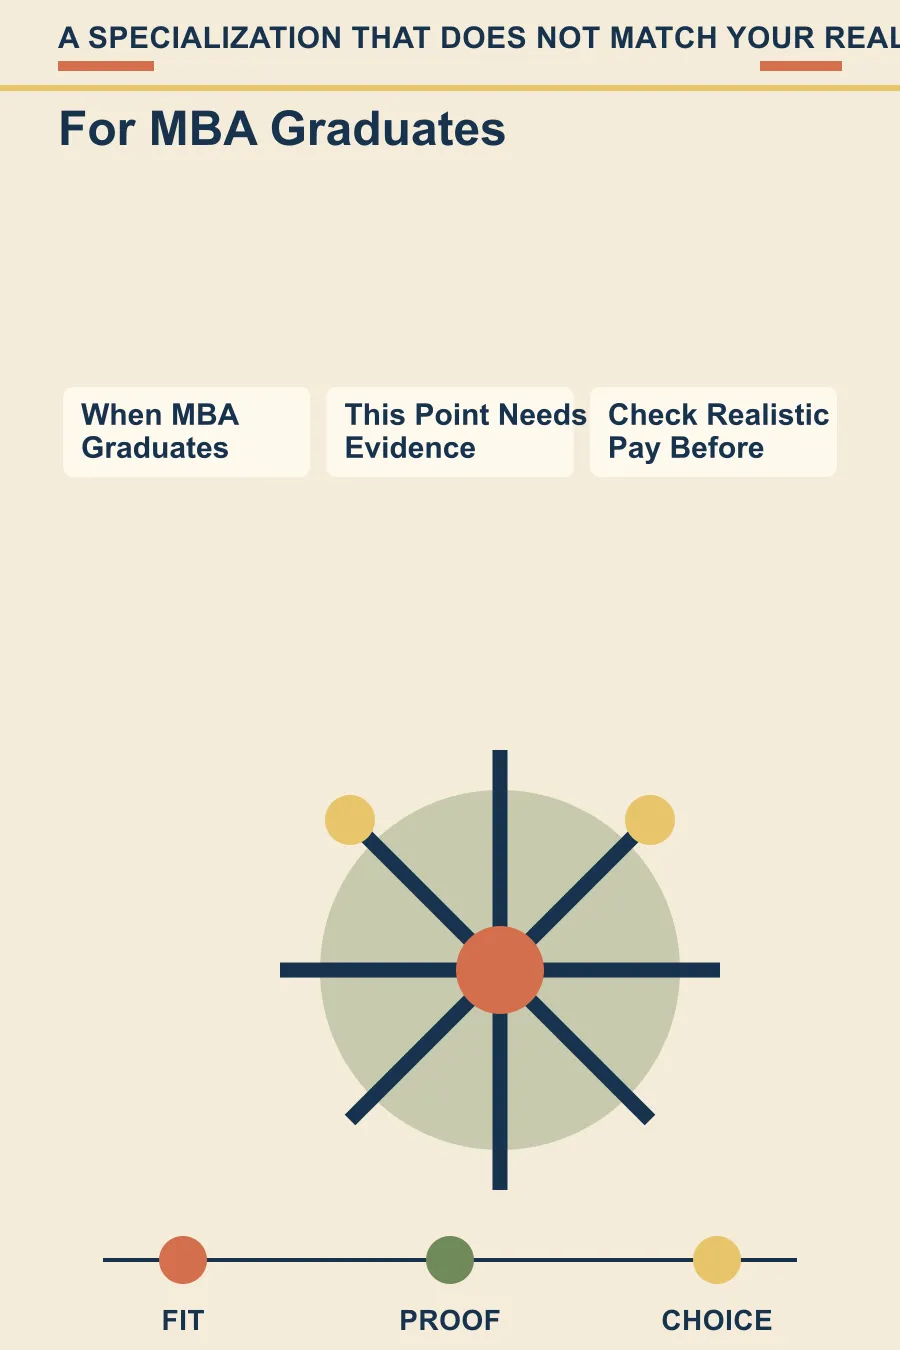 A SPECIALIZATION THAT DOES NOT MATCH YOUR REAL
For MBA Graduates
When MBA
Graduates
This Point Needs
Evidence
Check Realistic
Pay Before
FIT
PROOF
CHOICE